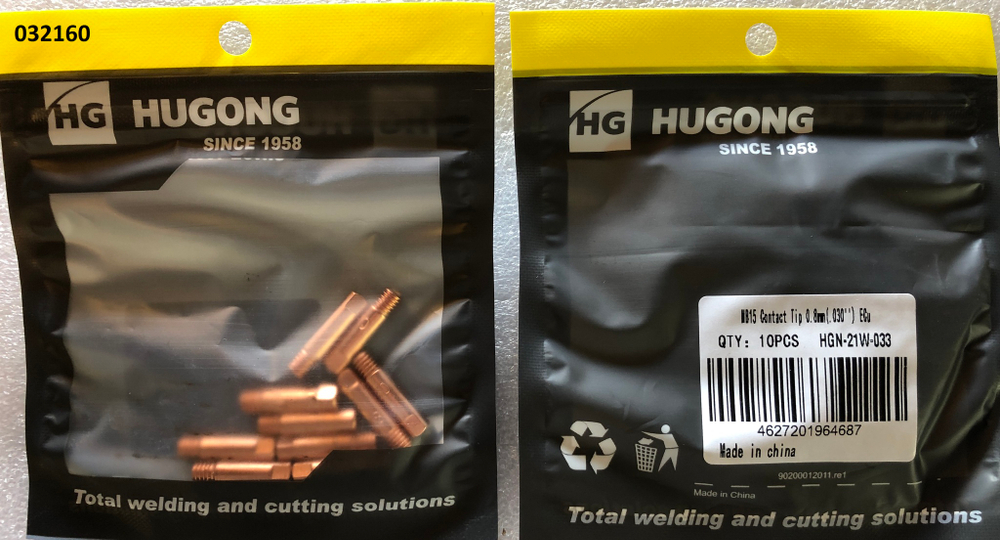 032160
HG HUGONG
SINCE 1958
Total welding and cutting solutions
HG HUGONG
SINCE 1958
MB15 Contact Tip 0.8mm(.030'') ECu
QTY: 10PCS HGN-21W-033
4627201964687
Made in china
90200012011.re1
Made in China
Total welding and cutting solutions